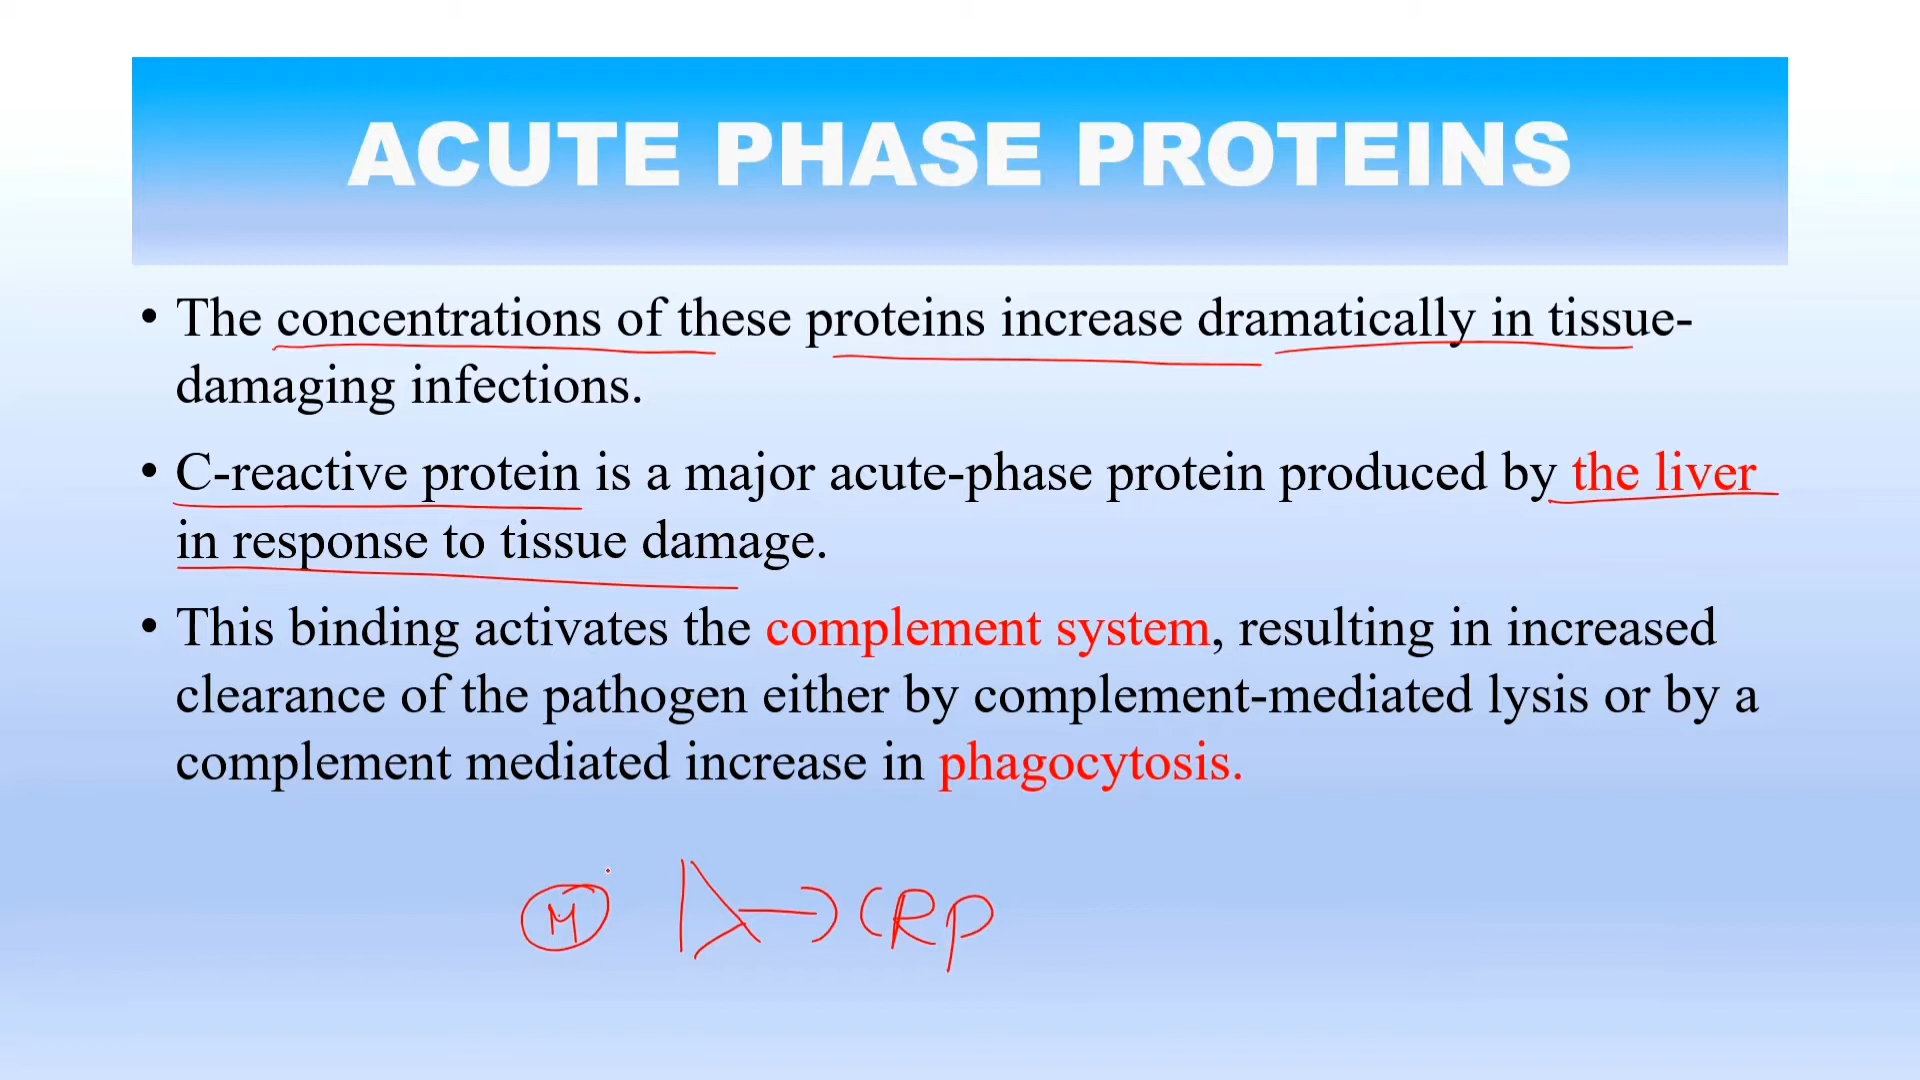 ACUTE PHASE PROTEINS
• The concentrations of these proteins increase dramatically in tissue-
damaging infections.
• C-reactive protein is a major acute-phase protein produced by the liver
in response to tissue damage.
• This binding activates the complement system, resulting in increased
clearance of the pathogen either by complement-mediated lysis or by a
complement mediated increase in phagocytosis.
M CRP